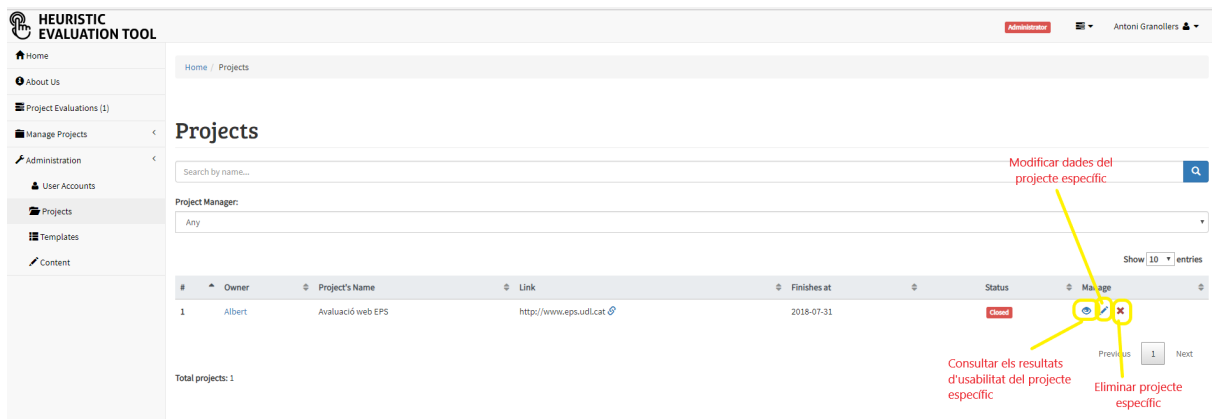 HEURISTIC
EVALUATION TOOL
Administrator
Antoni Granollers
Home
About Us
Project Evaluations (1)
Manage Projects
Administration
User Accounts
Projects
Templates
Content
Home / Projects
Projects
Search by name...
Modificar dades del
projecte específic
Project Manager:
Any
Show 10 entries
# Owner Project's Name Link Finishes at Status Manage
1 Albert Avaluació web EPS http://www.eps.udl.cat 2018-07-31 Closed
Previous 1 Next
Total projects: 1
Consultar els resultats
d'usabilitat del projecte
específic
Eliminar projecte
específic